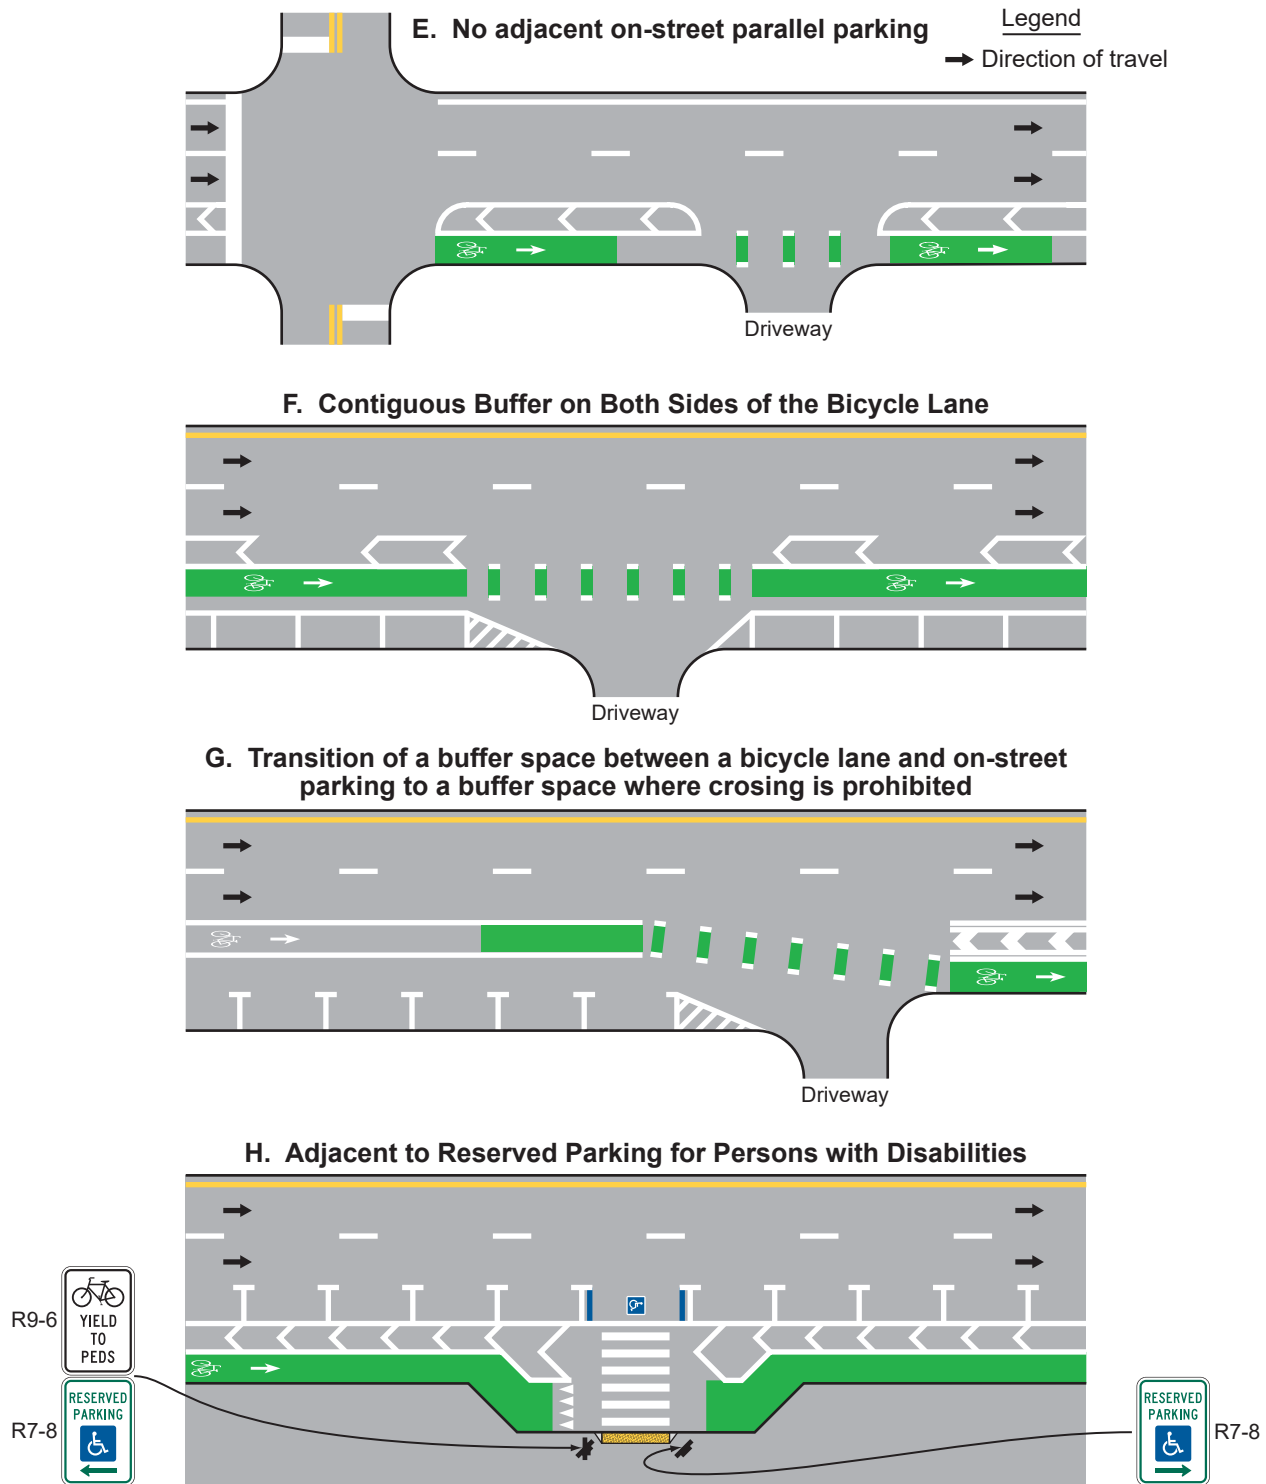 E. No adjacent on-street parallel parking
Legend
Direction of travel
Driveway
F. Contiguous Buffer on Both Sides of the Bicycle Lane
Driveway
G. Transition of a buffer space between a bicycle lane and on-street
parking to a buffer space where crossing is prohibited
Driveway
H. Adjacent to Reserved Parking for Persons with Disabilities
R9-6
YIELD
TO
PEDS
R7-8
RESERVED
PARKING
RESERVED
PARKING
R7-8